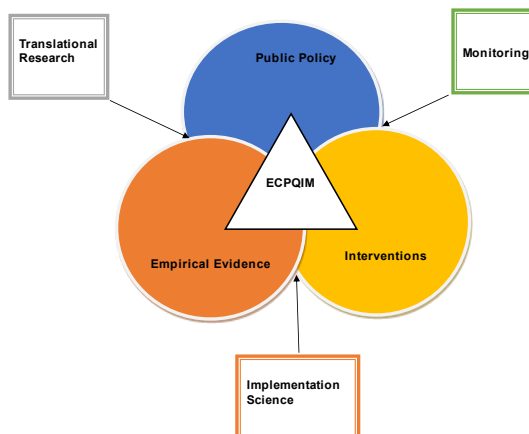 Translational
Research
Public Policy
Monitoring
ECPQIM
Empirical Evidence
Interventions
Implementation
Science